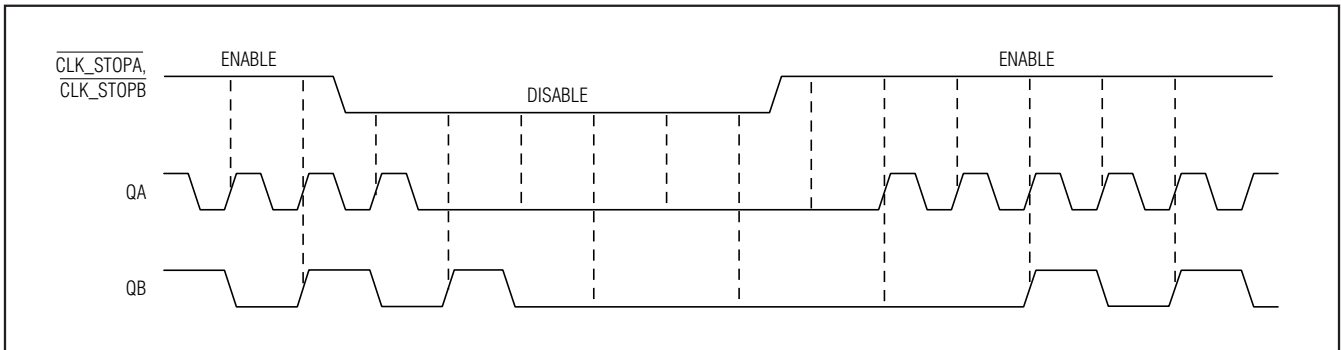 CLK_STOPA,
CLK_STOPB
ENABLE
DISABLE
ENABLE
QA
QB